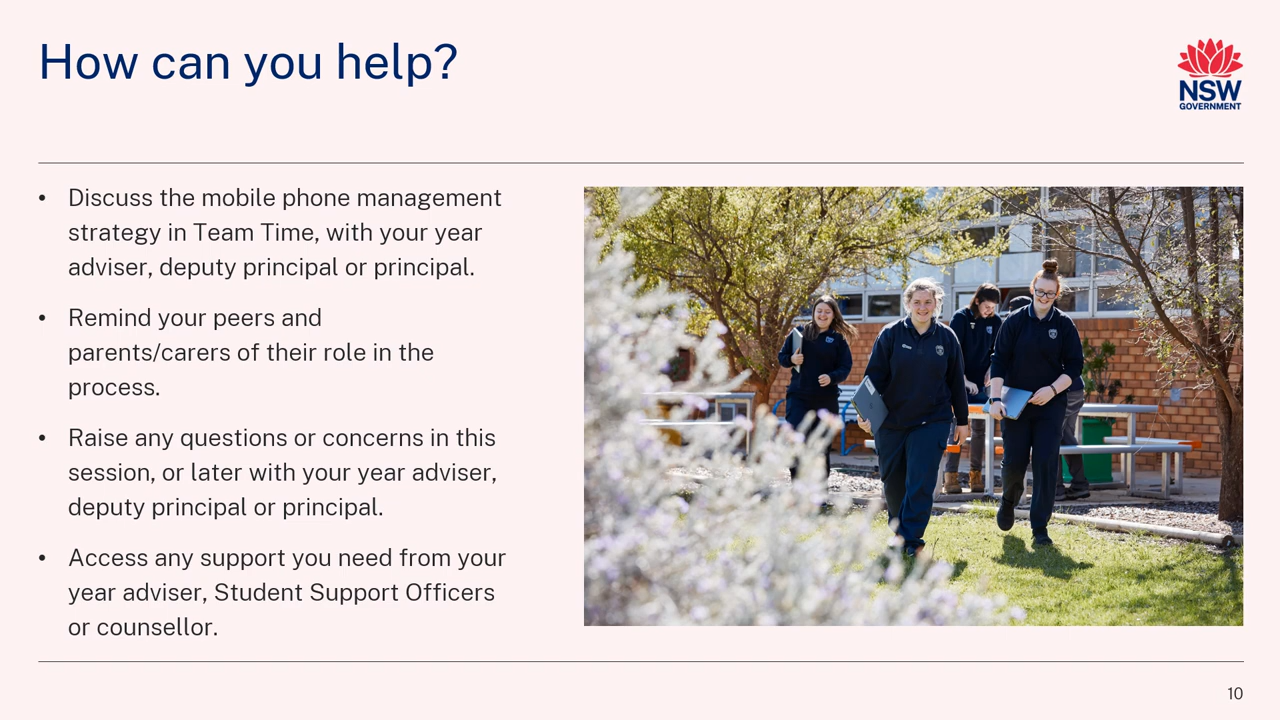 How can you help?
NSW
GOVERNMENT
• Discuss the mobile phone management
strategy in Team Time, with your year
adviser, deputy principal or principal.
• Remind your peers and
parents/carers of their role in the
process.
• Raise any questions or concerns in this
session, or later with your year adviser,
deputy principal or principal.
• Access any support you need from your
year adviser, Student Support Officers
or counsellor.
10